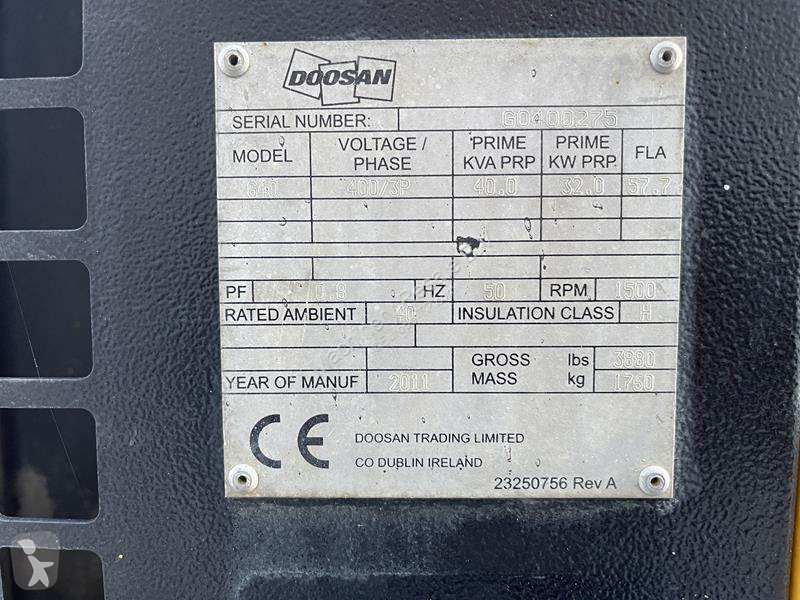 DOOSAN
SERIAL NUMBER: G0400275
MODEL VOLTAGE / PHASE PRIME KVA PRP PRIME KW PRP FLA
G40 400/3P 40.0 32.0 57.7
PF 0.8 HZ 50 RPM 1500
RATED AMBIENT 40 INSULATION CLASS H
GROSS MASS lbs 3880
YEAR OF MANUF 2011 kg 1760
CE DOOSAN TRADING LIMITED
CO DUBLIN IRELAND
23250756 Rev A